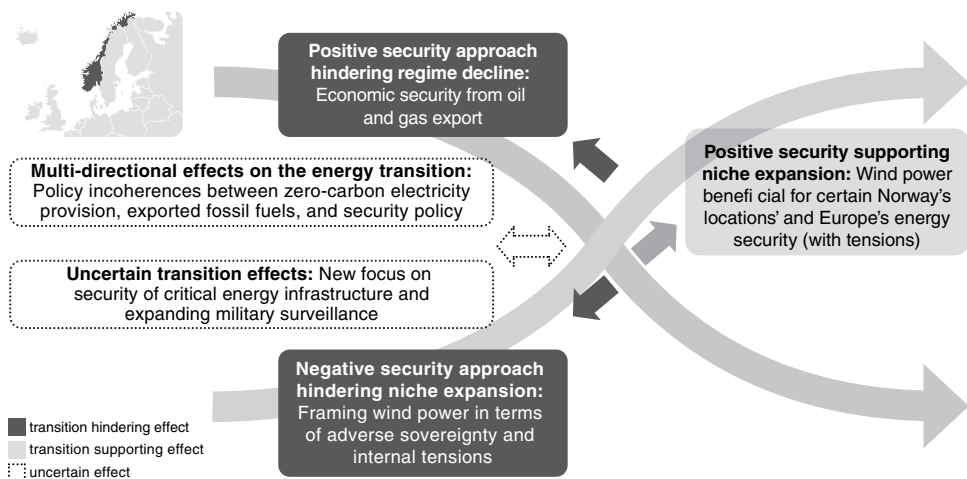 Positive security approach
hindering regime decline:
Economic security from oil
and gas export
Multi-directional effects on the energy transition:
Policy incoherences between zero-carbon electricity
provision, exported fossil fuels, and security policy
Positive security supporting
niche expansion: Wind power
benefi cial for certain Norway's
locations' and Europe's energy
security (with tensions)
Uncertain transition effects: New focus on
security of critical energy infrastructure and
expanding military surveillance
Negative security approach
hindering niche expansion:
Framing wind power in terms
of adverse sovereignty and
internal tensions
transition hindering effect
transition supporting effect
uncertain effect